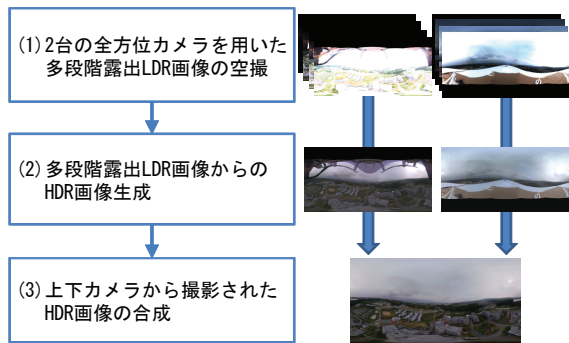 (1) 2台の全方位カメラを用いた
多段階露出LDR画像の空撮
(2) 多段階露出LDR画像からの
HDR画像生成
(3) 上下カメラから撮影された
HDR画像の合成